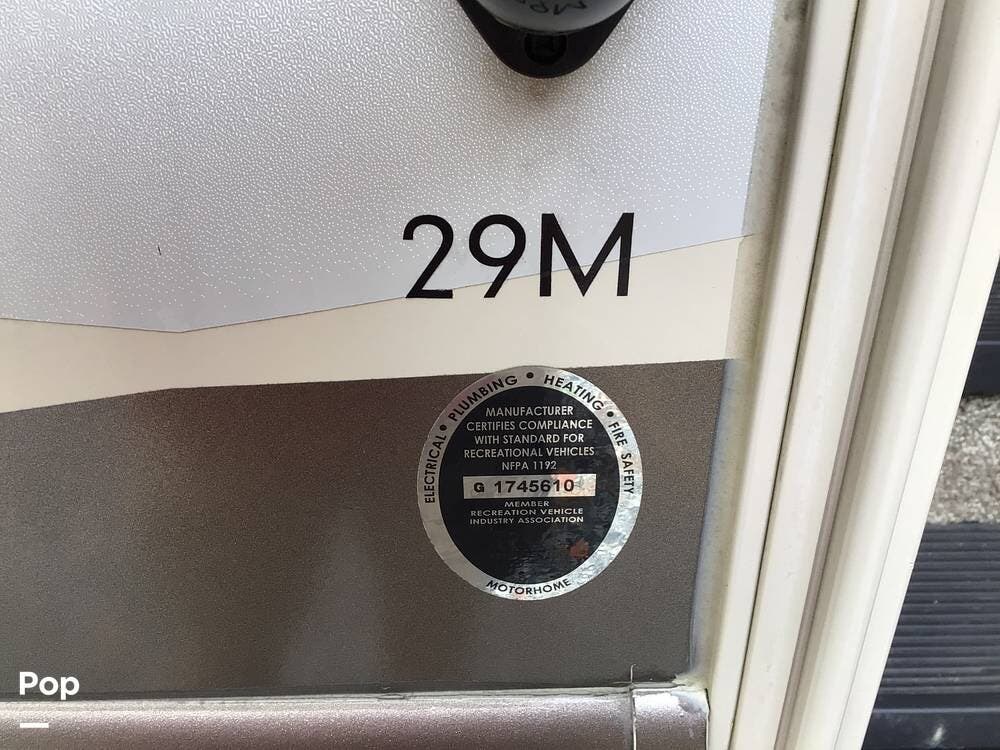 29M
ELECTRICAL • PLUMBING • HEATING • FIRE SAFETY
MANUFACTURER
CERTIFIES COMPLIANCE
WITH STANDARD FOR
RECREATIONAL VEHICLES
NFPA 1192
G 1745610
MEMBER
RECREATION VEHICLE
INDUSTRY ASSOCIATION
MOTORHOME
Pop